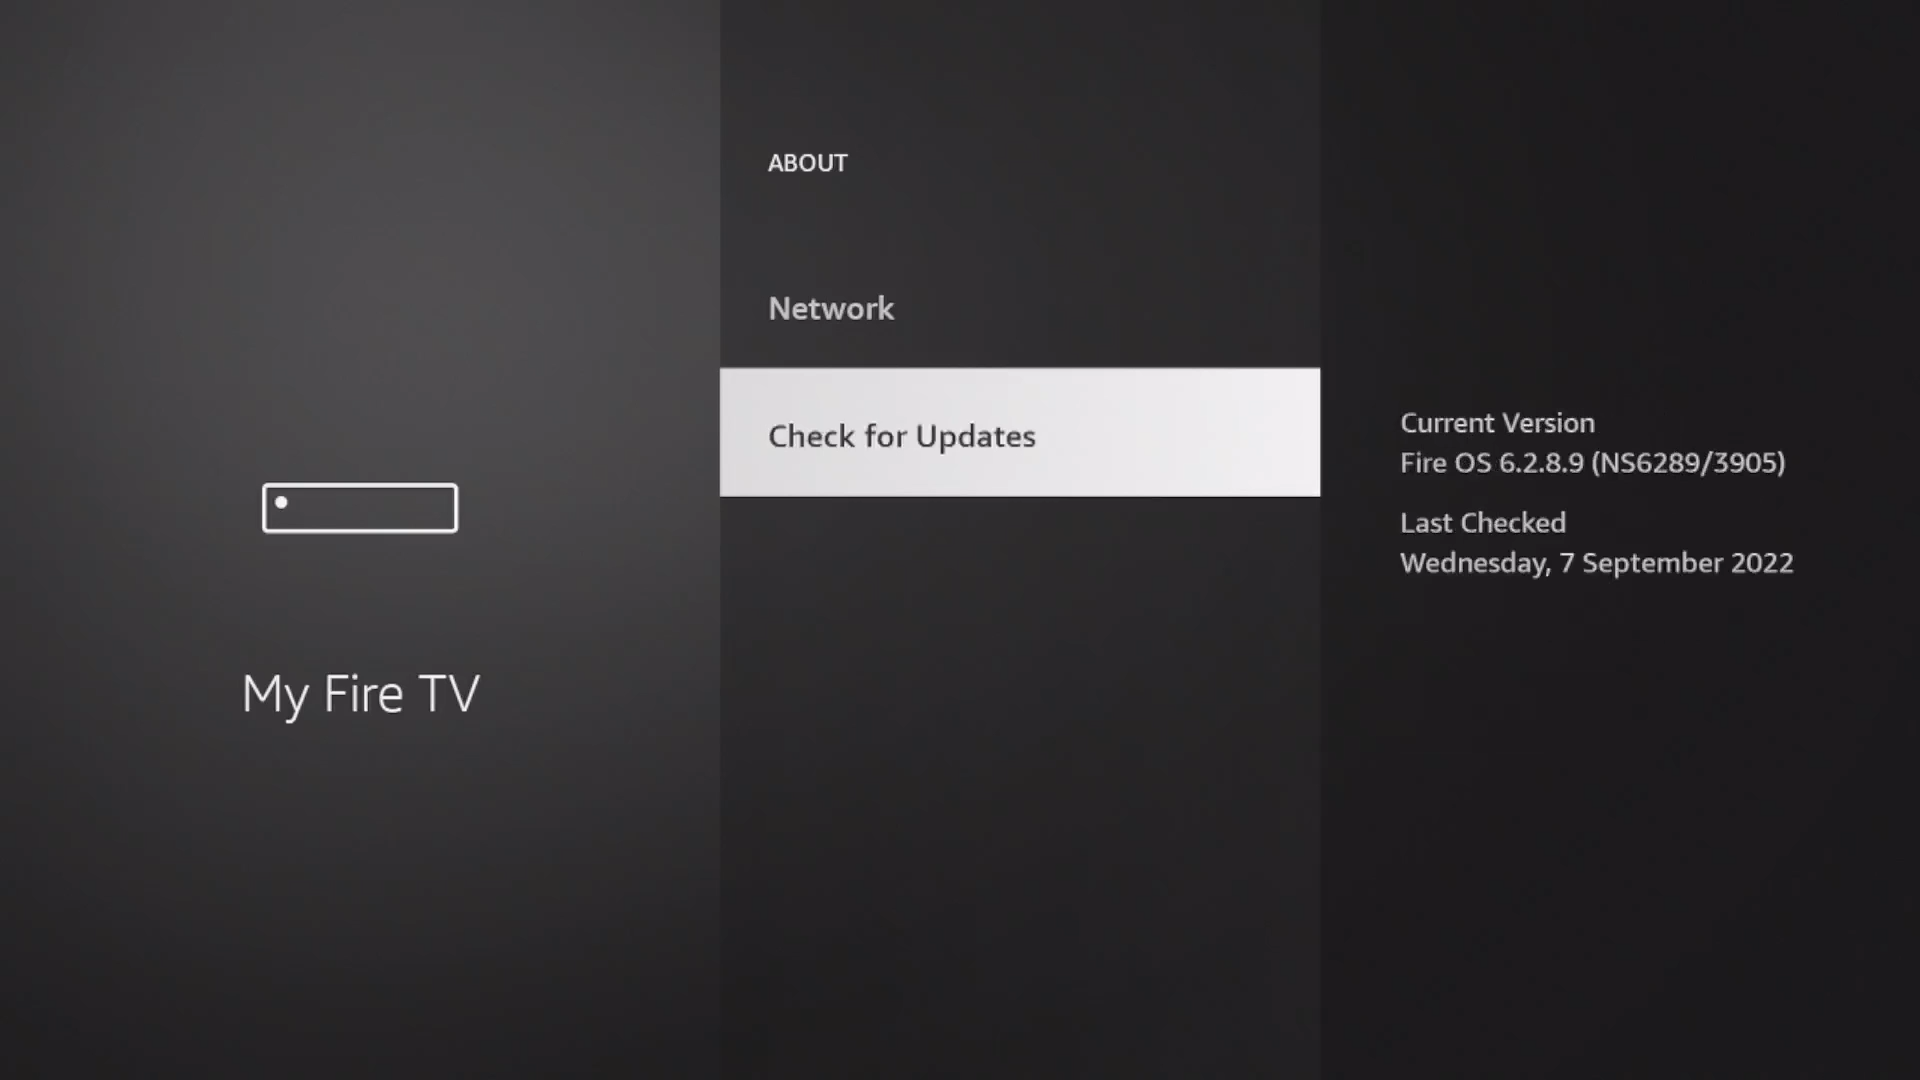 ABOUT
Network
Check for Updates
My Fire TV
Current Version
Fire OS 6.2.8.9 (NS6289/3905)
Last Checked
Wednesday, 7 September 2022